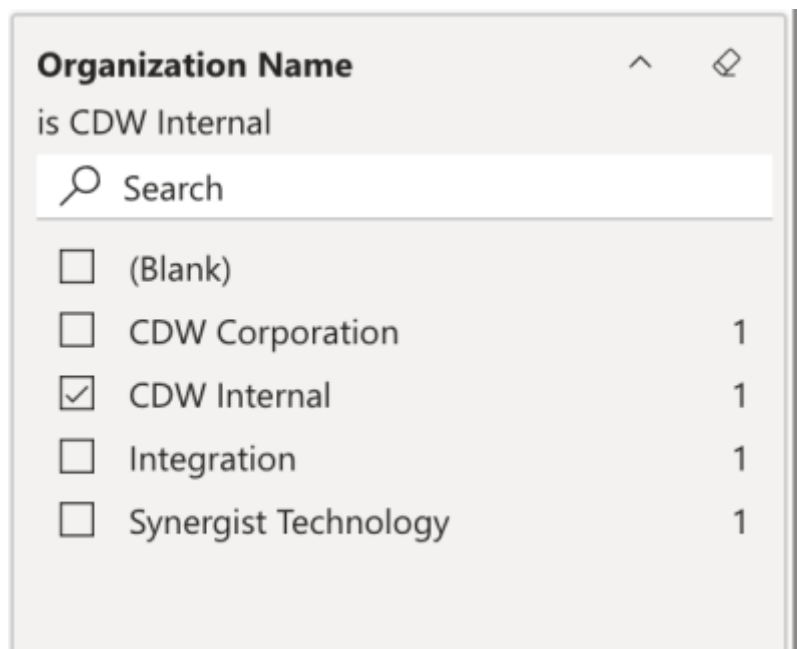 Organization Name
is CDW Internal
Search
(Blank)
CDW Corporation 1
CDW Internal 1
Integration 1
Synergist Technology 1